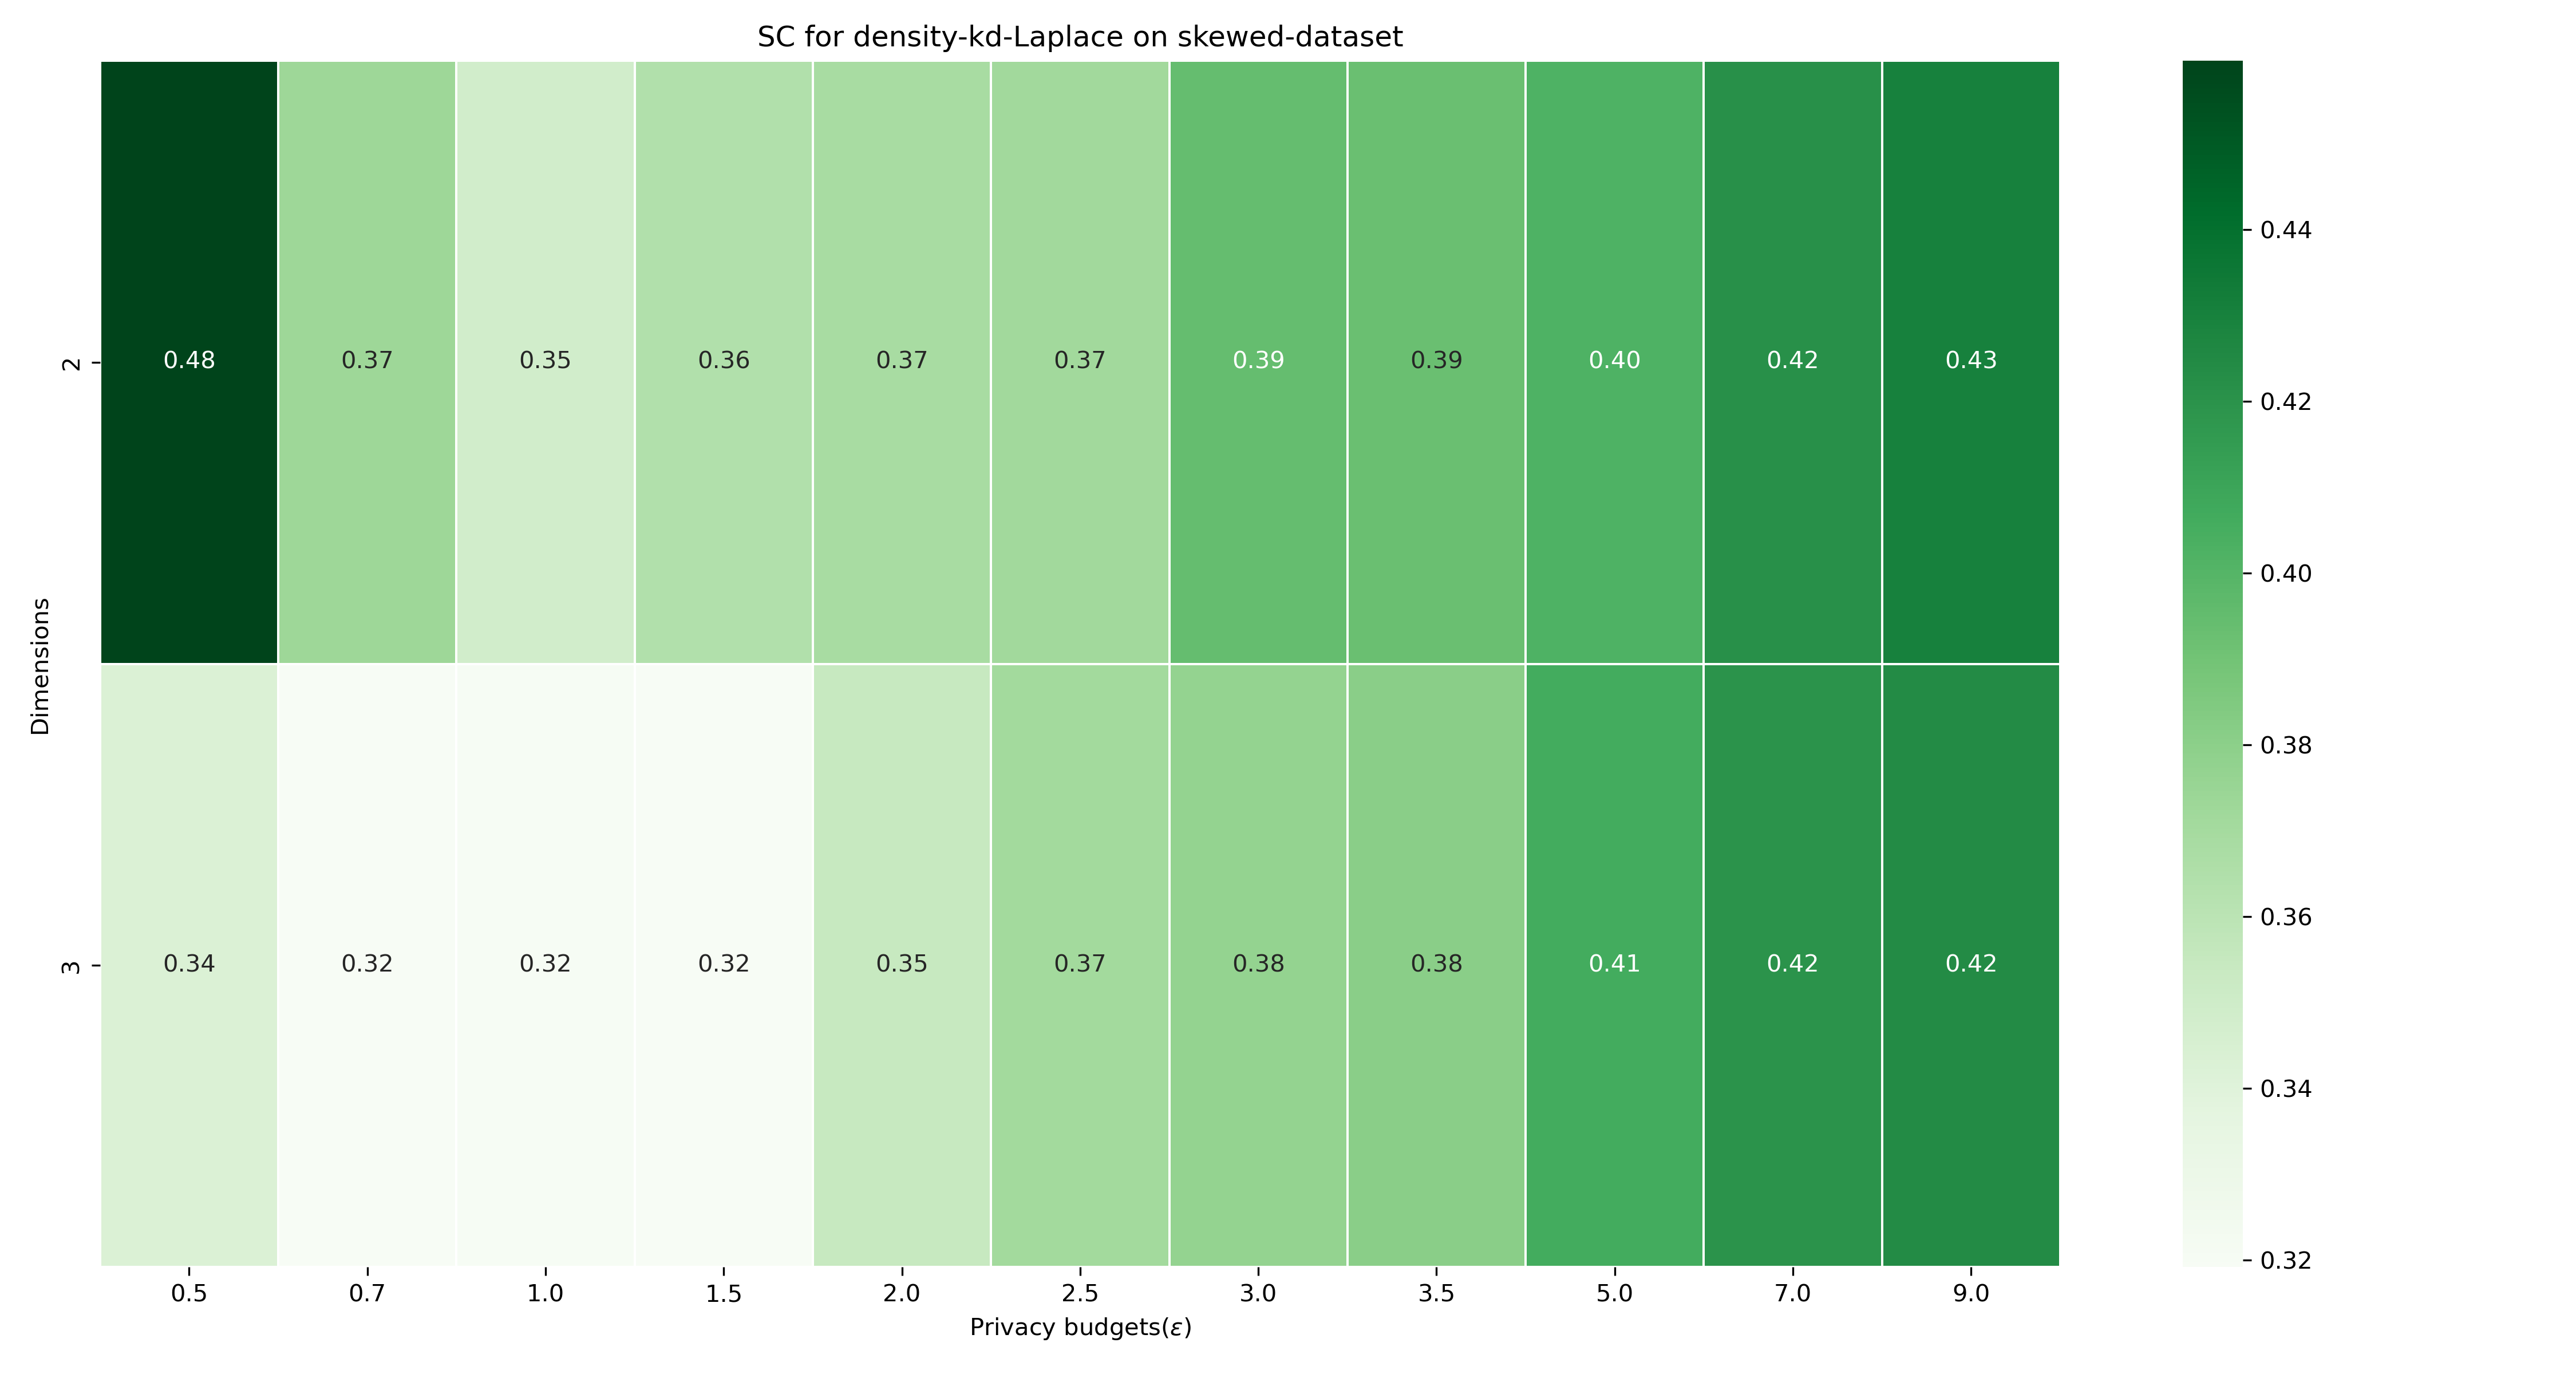 SC for density-kd-Laplace on skewed-dataset
0.48 0.37 0.35 0.36 0.37 0.37 0.39 0.39 0.40 0.42 0.43
0.34 0.32 0.32 0.32 0.35 0.37 0.38 0.38 0.41 0.42 0.42
2
3
Dimensions
0.5 0.7 1.0 1.5 2.0 2.5 3.0 3.5 5.0 7.0 9.0
Privacy budgets(ε)
0.44
0.42
0.40
0.38
0.36
0.34
0.32